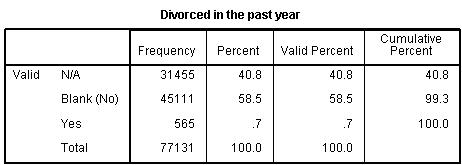 Divorced in the past year
Frequency Percent Valid Percent Cumulative Percent
Valid N/A 31455 40.8 40.8 40.8
Blank (No) 45111 58.5 58.5 99.3
Yes 565 .7 .7 100.0
Total 77131 100.0 100.0